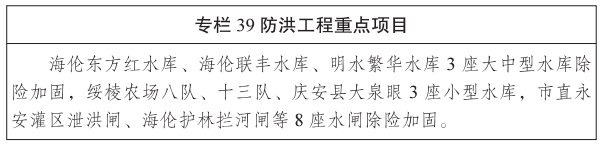 专栏 39 防洪工程重点项目
海伦东方红水库、海伦联丰水库、明水繁华水库 3 座大中型水库除
险加固，绥棱农场八队、十三队、庆安县大泉眼 3 座小型水库，市直永
安灌区泄洪闸、海伦护林拦河闸等 8 座水闸除险加固。